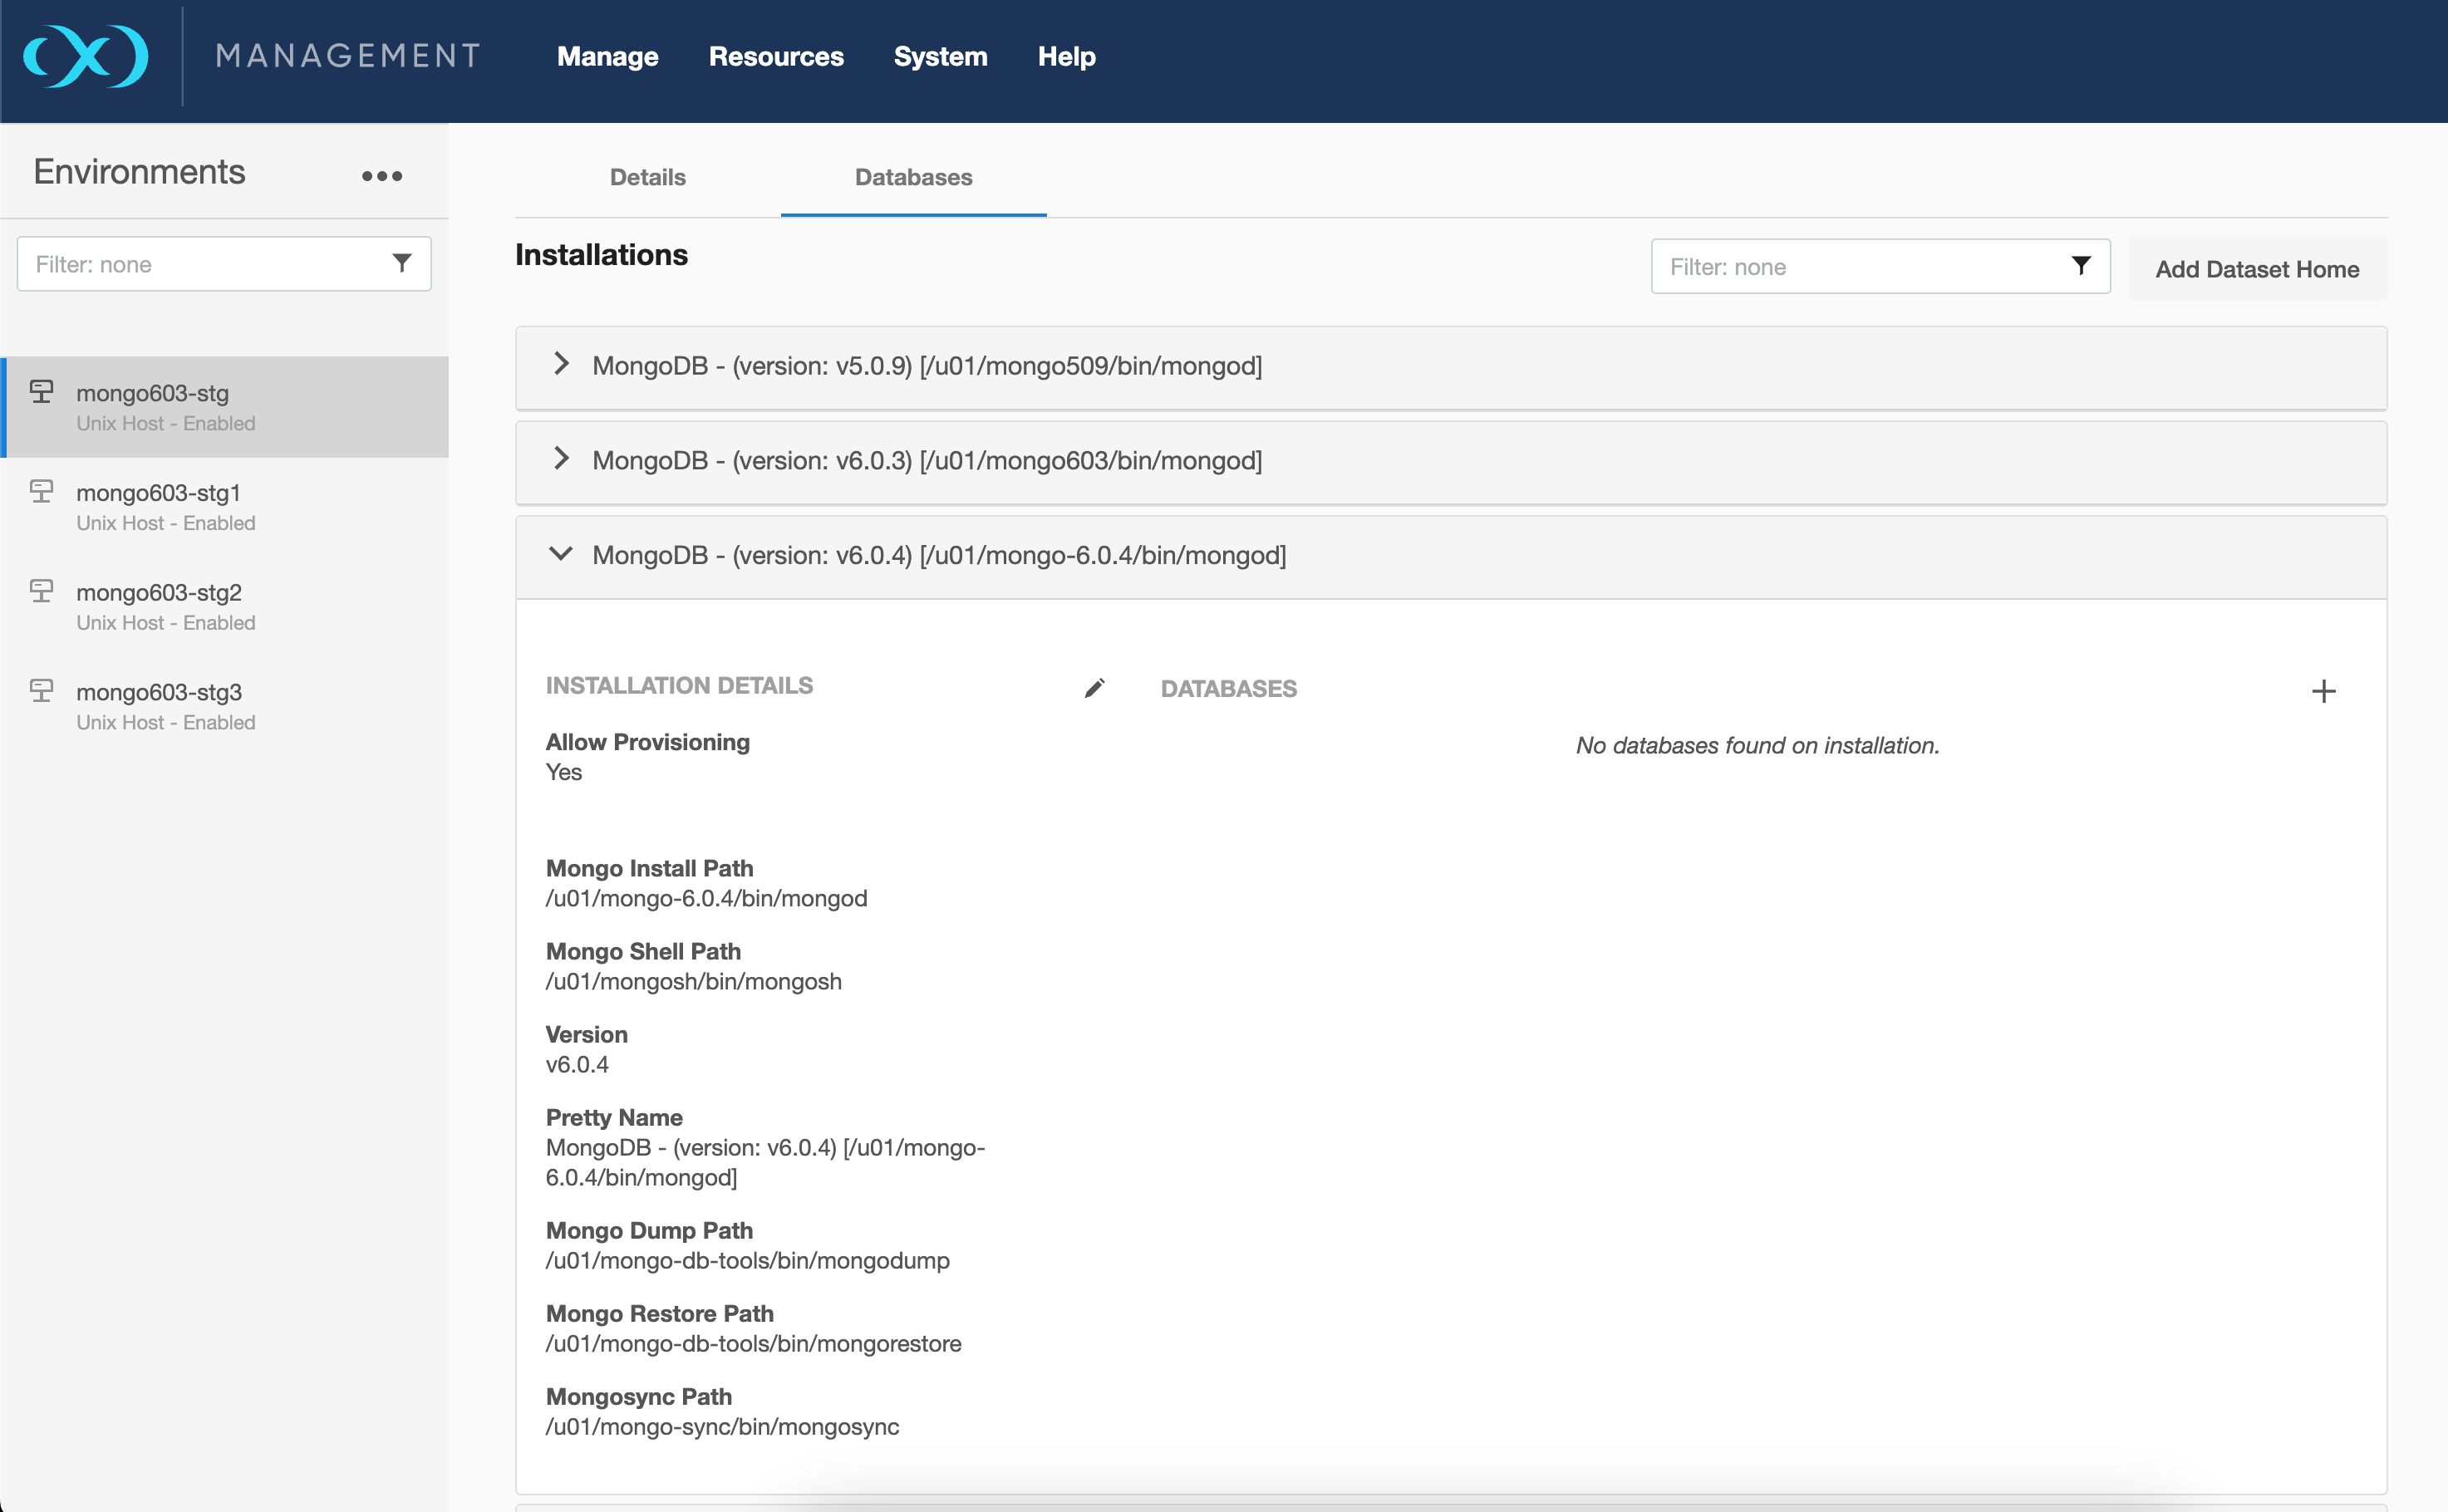 MANAGEMENT
Manage
Resources
System
Help
Environments
Filter: none
mongo603-stg
Unix Host - Enabled
mongo603-stg1
Unix Host - Enabled
mongo603-stg2
Unix Host - Enabled
mongo603-stg3
Unix Host - Enabled
Details
Databases
Installations
Filter: none
Add Dataset Home
MongoDB - (version: v5.0.9) [/u01/mongo509/bin/mongod]
MongoDB - (version: v6.0.3) [/u01/mongo603/bin/mongod]
MongoDB - (version: v6.0.4) [/u01/mongo-6.0.4/bin/mongod]
INSTALLATION DETAILS
Allow Provisioning
Yes
Mongo Install Path
/u01/mongo-6.0.4/bin/mongod
Mongo Shell Path
/u01/mongosh/bin/mongosh
Version
v6.0.4
Pretty Name
MongoDB - (version: v6.0.4) [/u01/mongo-
6.0.4/bin/mongod]
Mongo Dump Path
/u01/mongo-db-tools/bin/mongodump
Mongo Restore Path
/u01/mongo-db-tools/bin/mongorestore
Mongosync Path
/u01/mongo-sync/bin/mongosync
DATABASES
No databases found on installation.